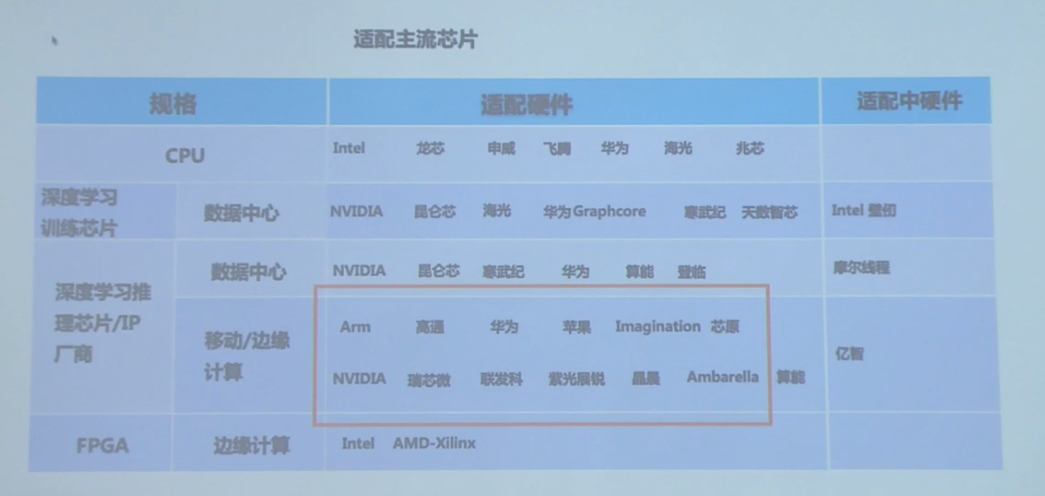 适配主流芯片
规格 适配硬件 适配中硬件
CPU Intel 龙芯 申威 飞腾 华为 海光 兆芯
深度学习
训练芯片
数据中心 NVIDIA 昆仑芯 海光 华为 Graphcore 寒武纪 天数智芯 Intel 壁仞
深度学习推
理芯片/IP
厂商
数据中心 NVIDIA 昆仑芯 寒武纪 华为 算能 登临 摩尔线程
移动/边缘
计算
Arm 高通 华为 苹果 Imagination 芯原
NVIDIA 瑞芯微 联发科 紫光展锐 晶晨 Ambarella 算能
亿智
FPGA 边缘计算 Intel AMD-Xilinx